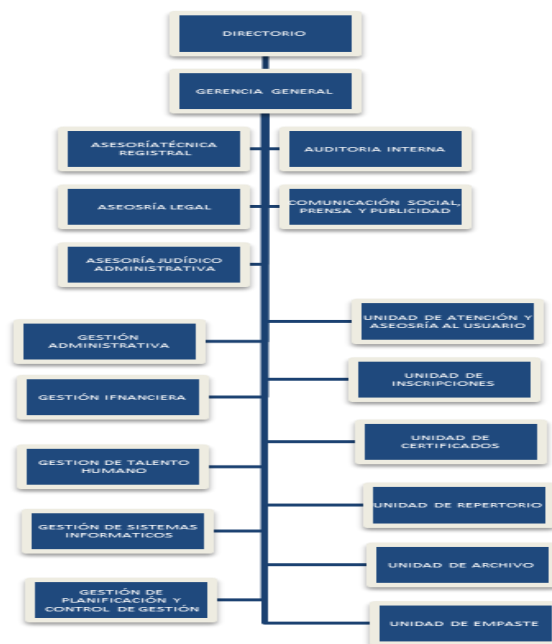 DIRECTORIO
GERENCIA GENERAL
ASESORÍATÉCNICA
REGISTRAL
AUDITORIA INTERNA
ASEOSRÍA LEGAL
COMUNICACIÓN SOCIAL,
PRENSA Y PUBLICIDAD
ASESORÍA JUDÍDICO
ADMINISTRATIVA
UNIDAD DE ATENCIÓN Y
ASEOSRÍA AL USUARIO
GESTIÓN
ADMINISTRATIVA
UNIDAD DE
INSCRIPCIONES
GESTIÓN IFNANCIERA
UNIDAD DE
CERTIFICADOS
GESTION DE TALENTO
HUMANO
UNIDAD DE REPERTORIO
GESTIÓN DE SISTEMAS
INFORMATICOS
UNIDAD DE ARCHIVO
GESTIÓN DE
PLANIFICACIÓN Y
CONTROL DE GESTIÓN
UNIDAD DE EMPASTE